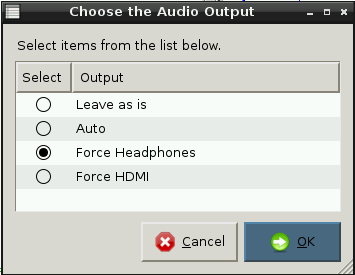 Choose the Audio Output
Select items from the list below.
Select Output
Leave as is
Auto
Force Headphones
Force HDMI
Cancel OK